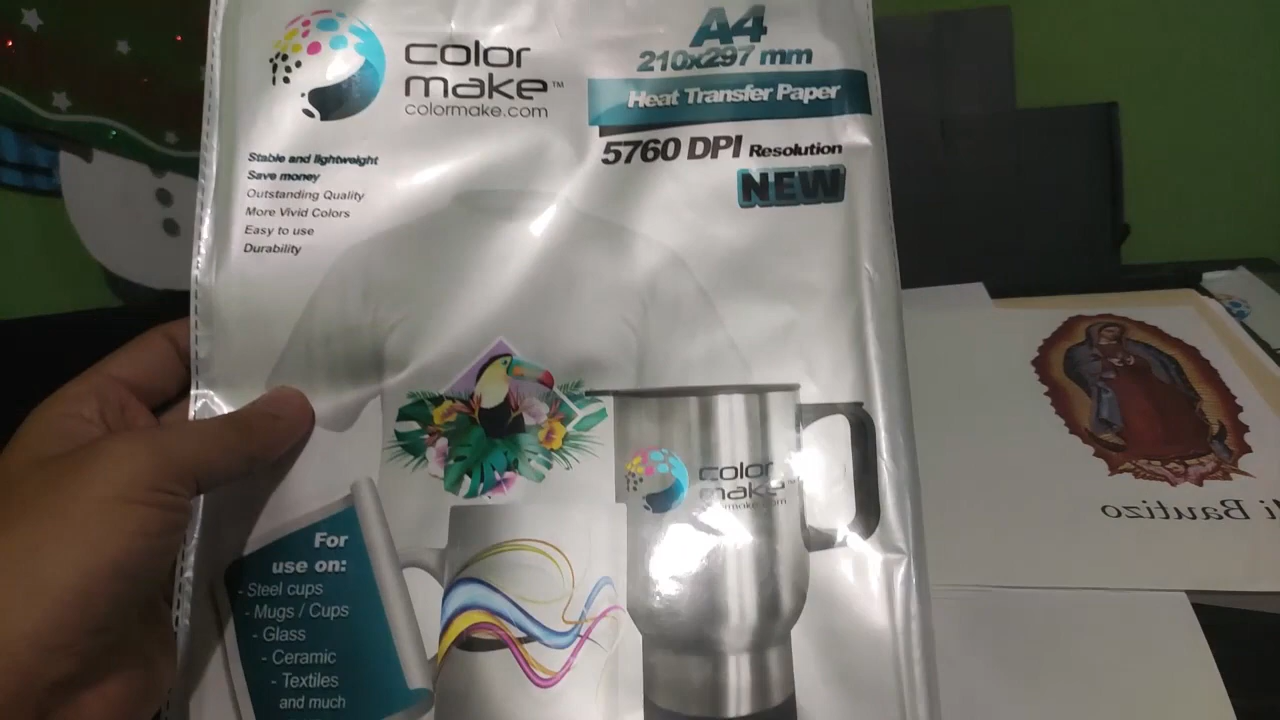 color
make™
colormake.com
A4
210x297 mm
Heat Transfer Paper
5760 DPI Resolution
NEW
Stable and lightweight
Save money
Outstanding Quality
More Vivid Colors
Easy to use
Durability
color
make™
For
use on:
- Steel cups
- Mugs / Cups
- Glass
- Ceramic
- Textiles
and much
Bautizo